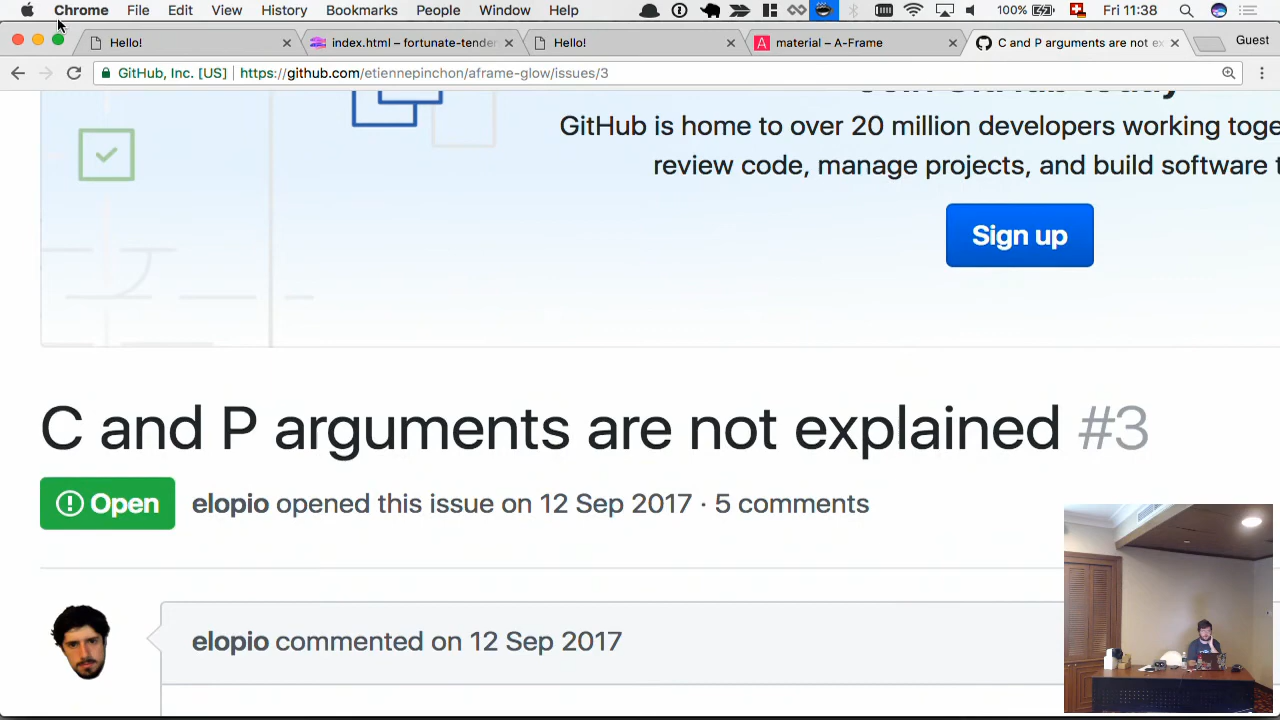 Chrome File Edit View History Bookmarks People Window Help 100% Fri 11:38
Hello! index.html – fortunate-tender Hello! material – A-Frame C and P arguments are not ex Guest
GitHub, Inc. [US] https://github.com/etiennepinchon/aframe-glow/issues/3
GitHub is home to over 20 million developers working toge
review code, manage projects, and build software t
Sign up
C and P arguments are not explained #3
Open elopio opened this issue on 12 Sep 2017 · 5 comments
elopio commented on 12 Sep 2017